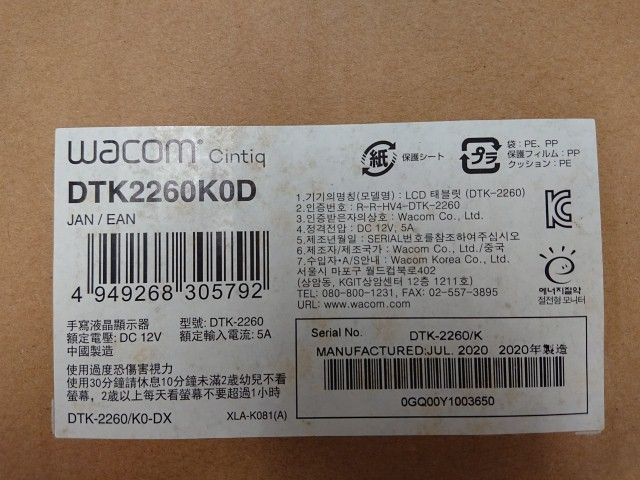 wacom Cintiq
DTK2260K0D
JAN / EAN
4 949268 305792
手寫液晶顯示器 型號: DTK-2260
額定電壓: DC 12V 額定輸入電流: 5A
中國製造
使用過度恐傷害視力
使用30分鐘請休息10分鐘未滿2歲幼兒不看
螢幕，2歲以上每天看螢幕不要超過1小時
DTK-2260/K0-DX XLA-K081(A)
紙 保護シート
プラ 袋: PE, PP
保護フィルム: PP
クッション: PE
1.기기의명칭(모델명) : LCD 태블릿 (DTK-2260)
2.인증번호 : R-R-HV4-DTK-2260
3.인증받은자의상호 : Wacom Co., Ltd.
4.정격전압 : DC 12V, 5A
5.제조년월일 : SERIAL번호를참조하여주십시오
6.제조자/제조국가 : Wacom Co., Ltd./중국
7.수입자•A/S안내 : Wacom Korea Co., Ltd.
서울시 마포구 월드컵북로402
(상암동, KGIT상암센터 12층 1211호)
TEL: 080-800-1231, FAX: 02-557-3895
URL: www.wacom.com
에너지절약
절전형 모니터
Serial No. DTK-2260/K
MANUFACTURED:JUL. 2020 2020年製造
0GQ00Y1003650